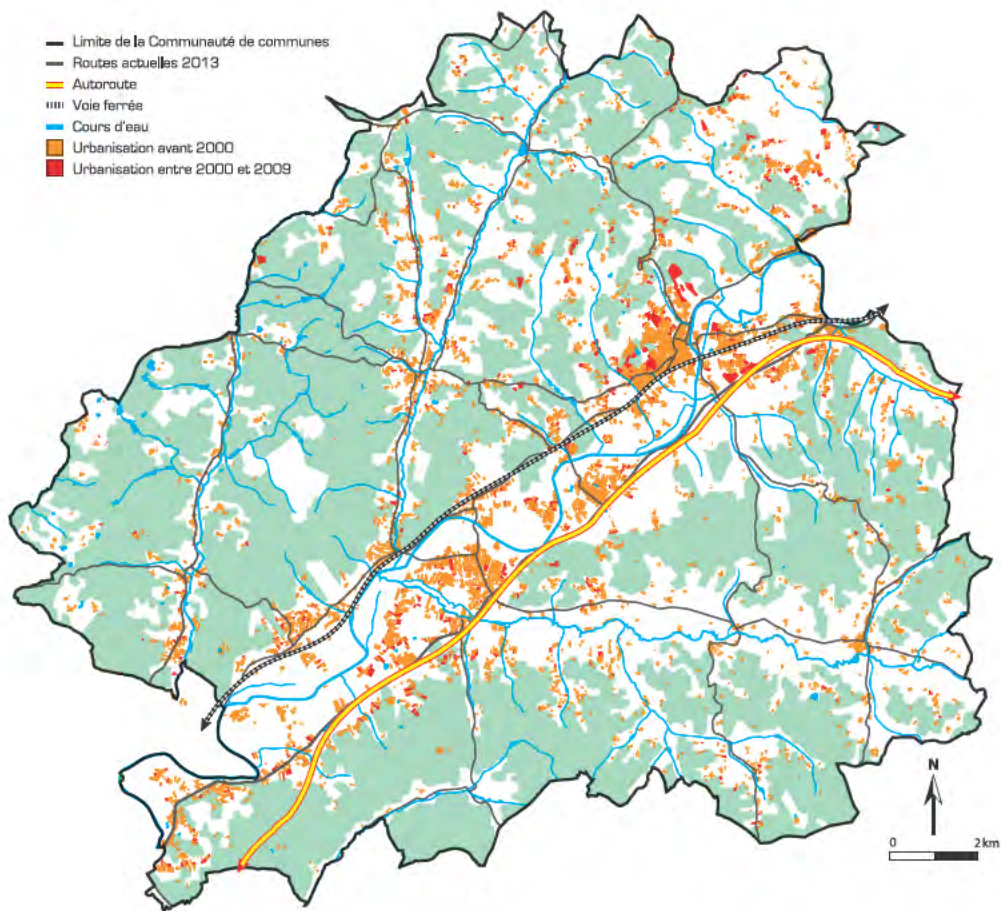 Limite de la Communauté de communes
Routes actuelles 2013
Autoroute
Voie ferrée
Cours d'eau
Urbanisation avant 2000
Urbanisation entre 2000 et 2009
N
0 2 km